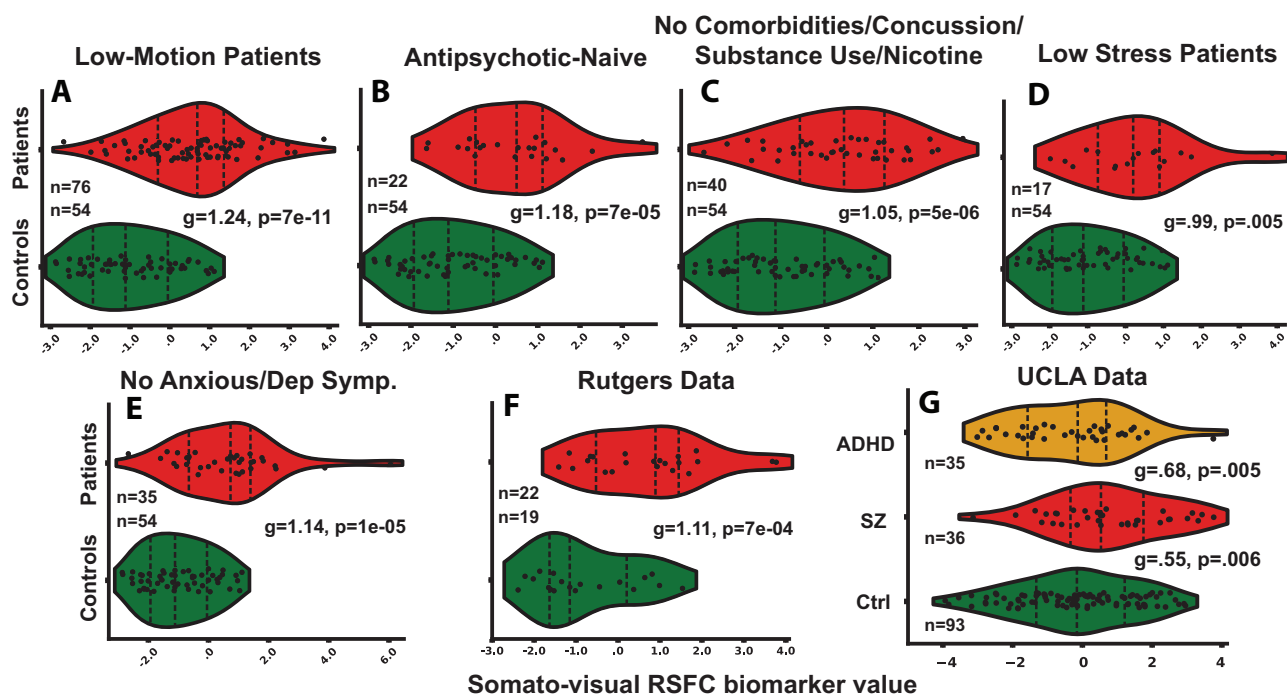 Low-Motion Patients
Antipsychotic-Naive
No Comorbidities/Concussion/
Substance Use/Nicotine
Low Stress Patients
A
Patients
Controls
n=76
n=54
g=1.24, p=7e-11
-3.0 -2.0 -1.0 .0 1.0 2.0 3.0 4.0
B
n=22
n=54
g=1.18, p=7e-05
-3.0 -2.0 -1.0 .0 1.0 2.0 3.0
C
n=40
n=54
g=1.05, p=5e-06
-3.0 -2.0 -1.0 .0 1.0 2.0 3.0
D
n=17
n=54
g=.99, p=.005
-3.0 -2.0 -1.0 .0 1.0 2.0 3.0 4.0
No Anxious/Dep Symp.
Rutgers Data
UCLA Data
E
Patients
Controls
n=35
n=54
g=1.14, p=1e-05
-2.0 .0 2.0 4.0 6.0
F
n=22
n=19
g=1.11, p=7e-04
-3.0 -2.0 -1.0 .0 1.0 2.0 3.0 4.0
G
ADHD
n=35
g=.68, p=.005
SZ
n=36
g=.55, p=.006
Ctrl
n=93
−4 −2 0 2 4
Somato-visual RSFC biomarker value